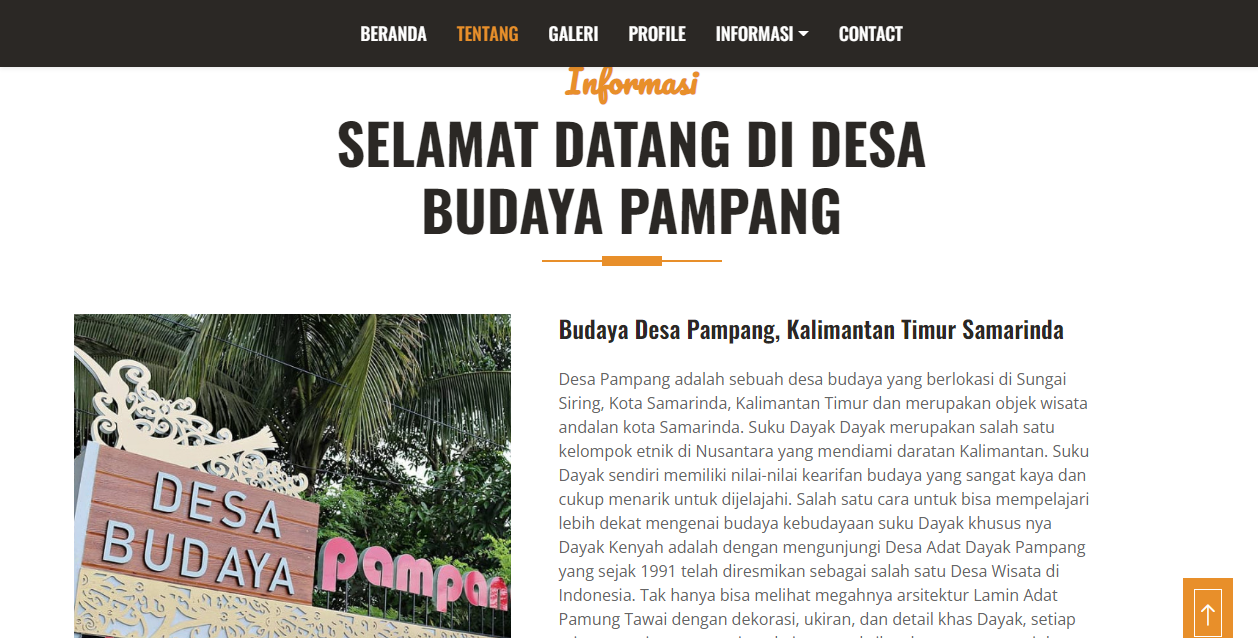 BERANDA TENTANG GALERI PROFILE INFORMASI CONTACT
Informasi
SELAMAT DATANG DI DESA
BUDAYA PAMPANG
DESA
BUDAYA
pampan
Budaya Desa Pampang, Kalimantan Timur Samarinda
Desa Pampang adalah sebuah desa budaya yang berlokasi di Sungai
Siring, Kota Samarinda, Kalimantan Timur dan merupakan objek wisata
andalan kota Samarinda. Suku Dayak Dayak merupakan salah satu
kelompok etnik di Nusantara yang mendiami daratan Kalimantan. Suku
Dayak sendiri memiliki nilai-nilai kearifan budaya yang sangat kaya dan
cukup menarik untuk dijelajahi. Salah satu cara untuk bisa mempelajari
lebih dekat mengenai budaya kebudayaan suku Dayak khusus nya
Dayak Kenyah adalah dengan mengunjungi Desa Adat Dayak Pampang
yang sejak 1991 telah diresmikan sebagai salah satu Desa Wisata di
Indonesia. Tak hanya bisa melihat megahnya arsitektur Lamin Adat
Pamung Tawai dengan dekorasi, ukiran, dan detail khas Dayak, setiap